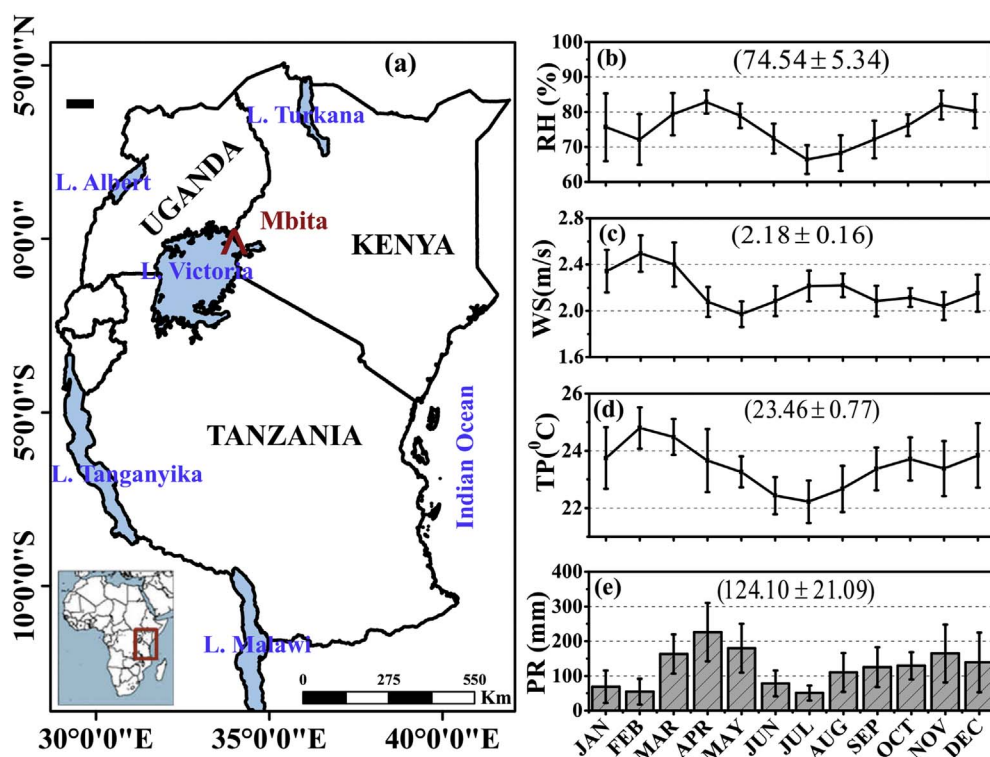 (a)
5°0'0"N
0°0'0"
5°0'0"S
10°0'0"S
30°0'0"E
35°0'0"E
40°0'0"E
L. Turkana
L. Albert
UGANDA
Mbita
KENYA
L. Victoria
TANZANIA
L. Tanganyika
Indian Ocean
L. Malawi
0
275
550
Km
(b)
(74.54 ± 5.34)
RH (%)
100
90
80
70
60
(c)
(2.18 ± 0.16)
WS(m/s)
2.8
2.4
2.0
1.6
(d)
(23.46 ± 0.77)
TP(⁰C)
26
24
22
(e)
(124.10 ± 21.09)
PR (mm)
400
300
200
100
0
JAN
FEB
MAR
APR
MAY
JUN
JUL
AUG
SEP
OCT
NOV
DEC